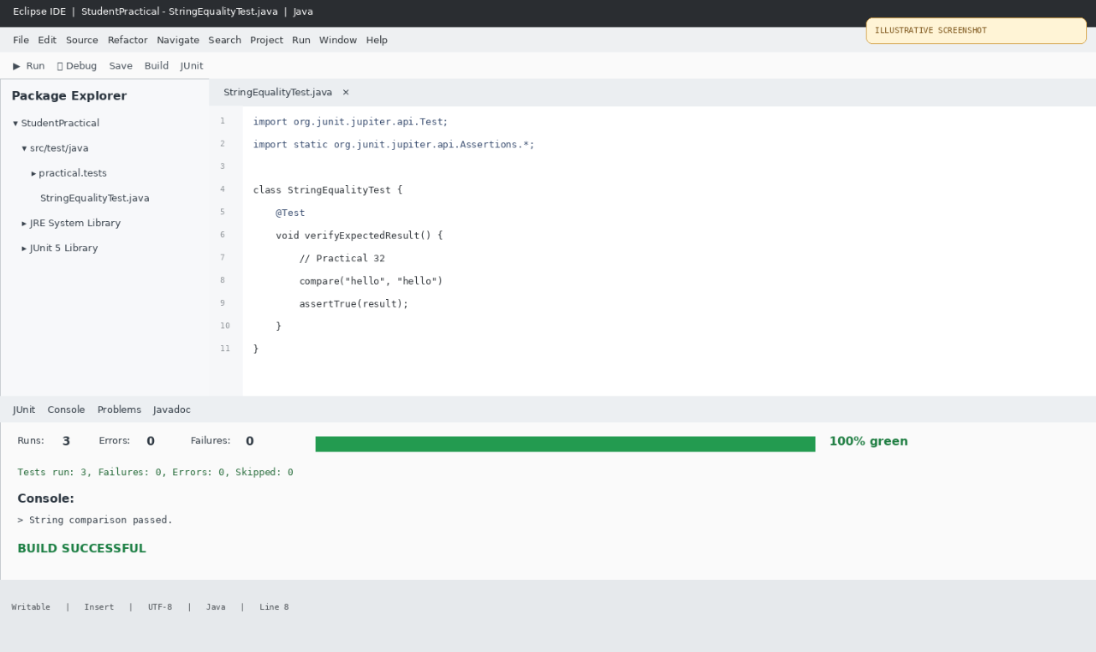 Eclipse IDE | StudentPractical - StringEqualityTest.java | Java
ILLUSTRATIVE SCREENSHOT
File Edit Source Refactor Navigate Search Project Run Window Help
▶ Run Debug Save Build JUnit
Package Explorer
▾ StudentPractical
▾ src/test/java
▸ practical.tests
StringEqualityTest.java
▸ JRE System Library
▸ JUnit 5 Library
StringEqualityTest.java ×
1 import org.junit.jupiter.api.Test;
2 import static org.junit.jupiter.api.Assertions.*;
3
4 class StringEqualityTest {
5 @Test
6 void verifyExpectedResult() {
7 // Practical 32
8 compare("hello", "hello")
9 assertTrue(result);
10 }
11 }
JUnit Console Problems Javadoc
Runs: 3 Errors: 0 Failures: 0 100% green
Tests run: 3, Failures: 0, Errors: 0, Skipped: 0
Console:
> String comparison passed.
BUILD SUCCESSFUL
Writable | Insert | UTF-8 | Java | Line 8